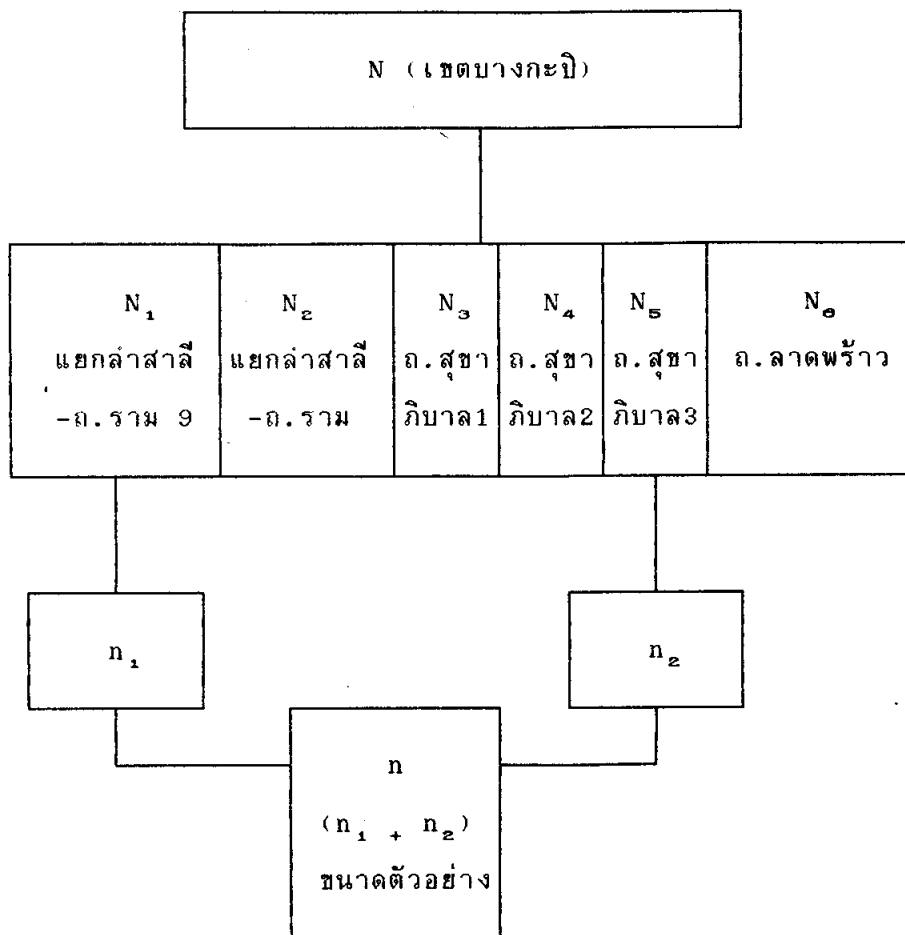 N (เขตบางกะปิ)
N₁ N₂ N₃ N₄ N₅ N₆
แยกลำสาลี แยกลำสาลี ถ.สุขา ถ.สุขา ถ.สุขา ถ.ลาดพร้าว
-ถ.ราม 9 -ถ.ราม ภิบาล1 ภิบาล2 ภิบาล3
n₁ n₂
n
(n₁ + n₂)
ขนาดตัวอย่าง